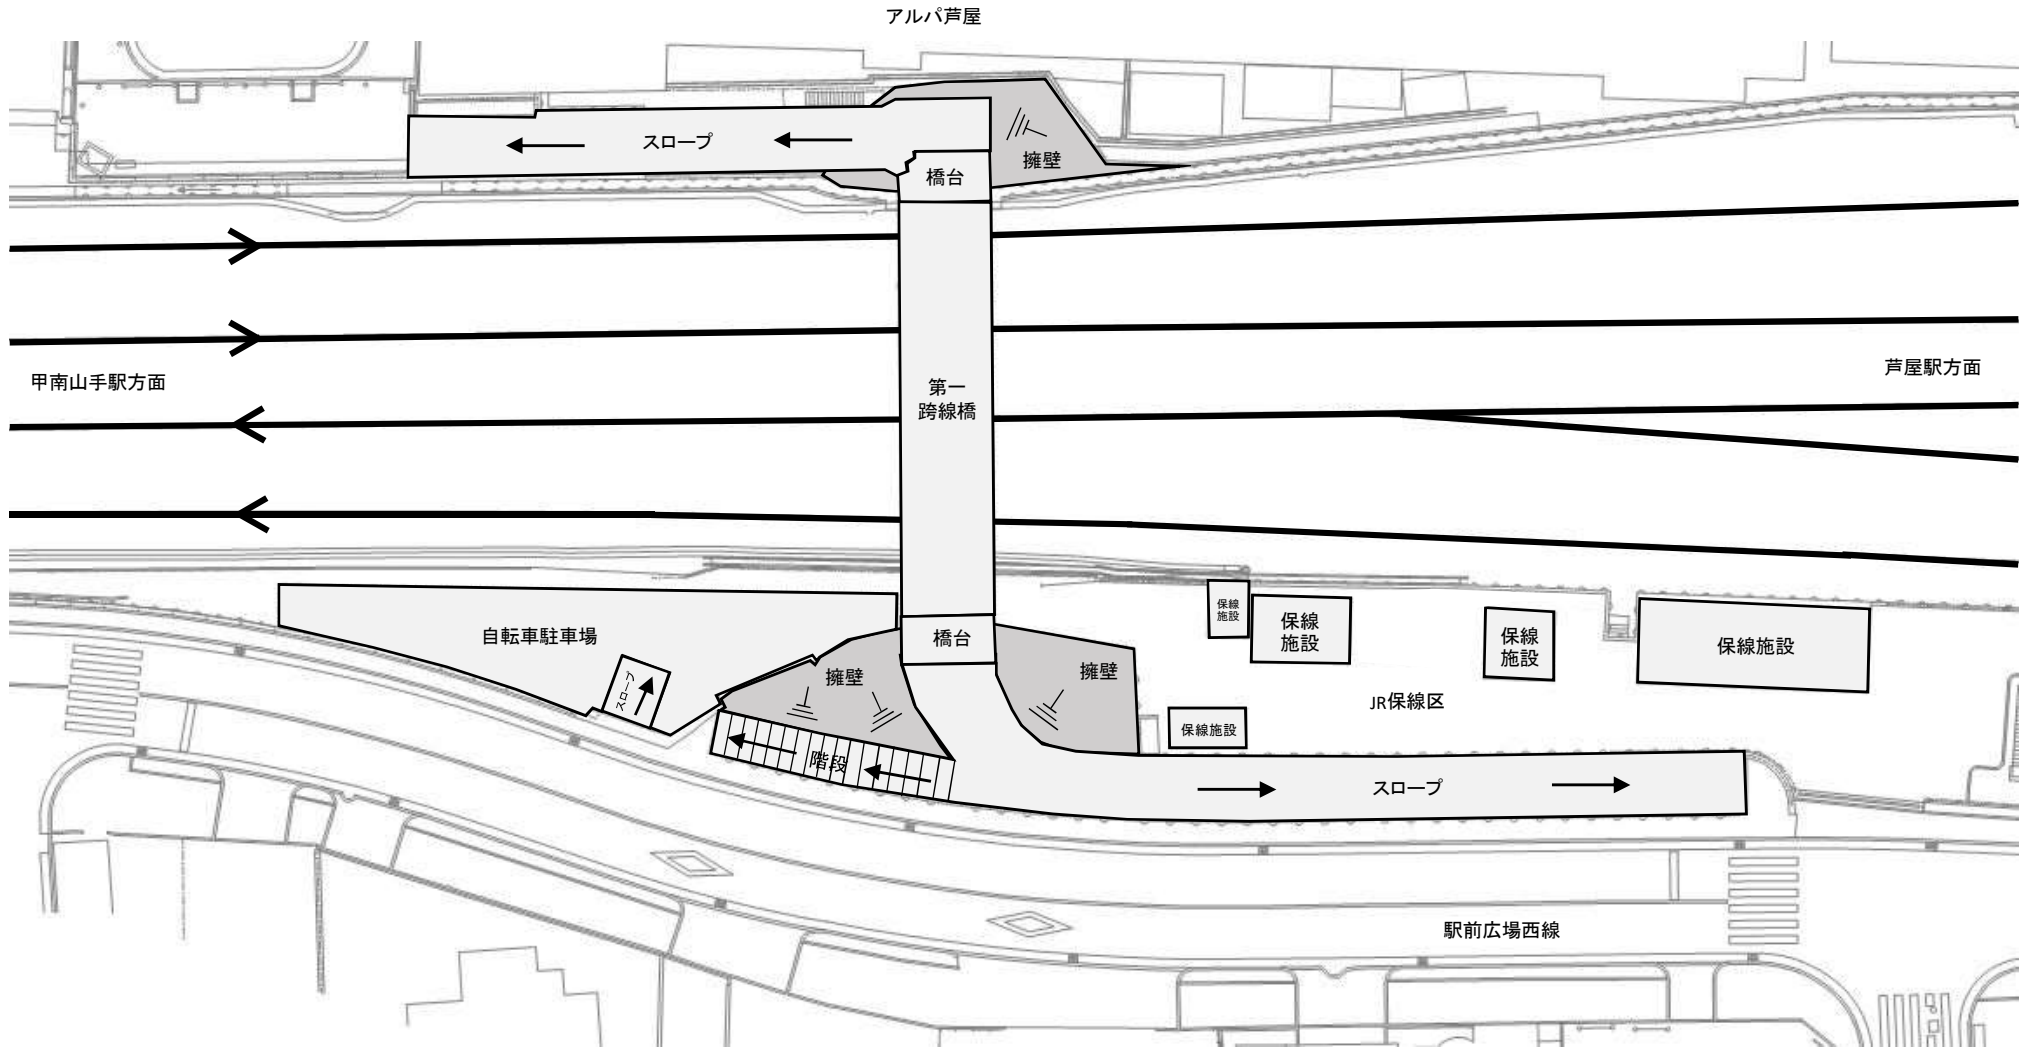 アルパ芦屋
スロープ
擁壁
橋台
甲南山手駅方面
芦屋駅方面
第一
跨線橋
自転車駐車場
スロープ
橋台
擁壁
擁壁
保線
施設
保線
施設
保線
施設
保線施設
JR保線区
保線施設
階段
スロープ
駅前広場西線